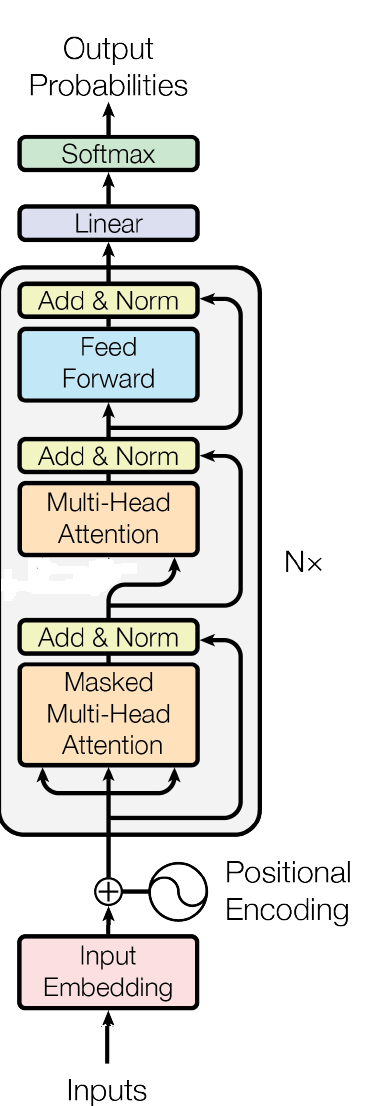 Output
Probabilities
Softmax
Linear
Add & Norm
Feed
Forward
Add & Norm
Multi-Head
Attention
N×
Add & Norm
Masked
Multi-Head
Attention
Positional
Encoding
Input
Embedding
Inputs